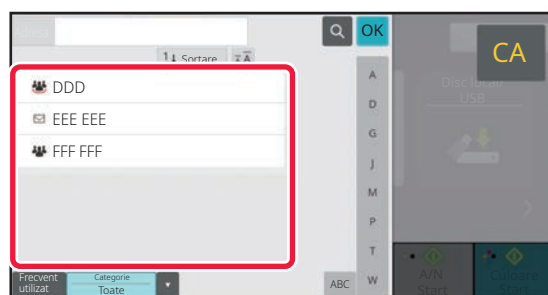 Adresă
OK
CA
1 Sortare
DDD
EEE EEE
FFF FFF
A
D
G
J
M
P
T
W
Disc local/
USB
Frecvent
utilizat
Categorie
Toate
ABC
A/N
Start
Culoare
Start